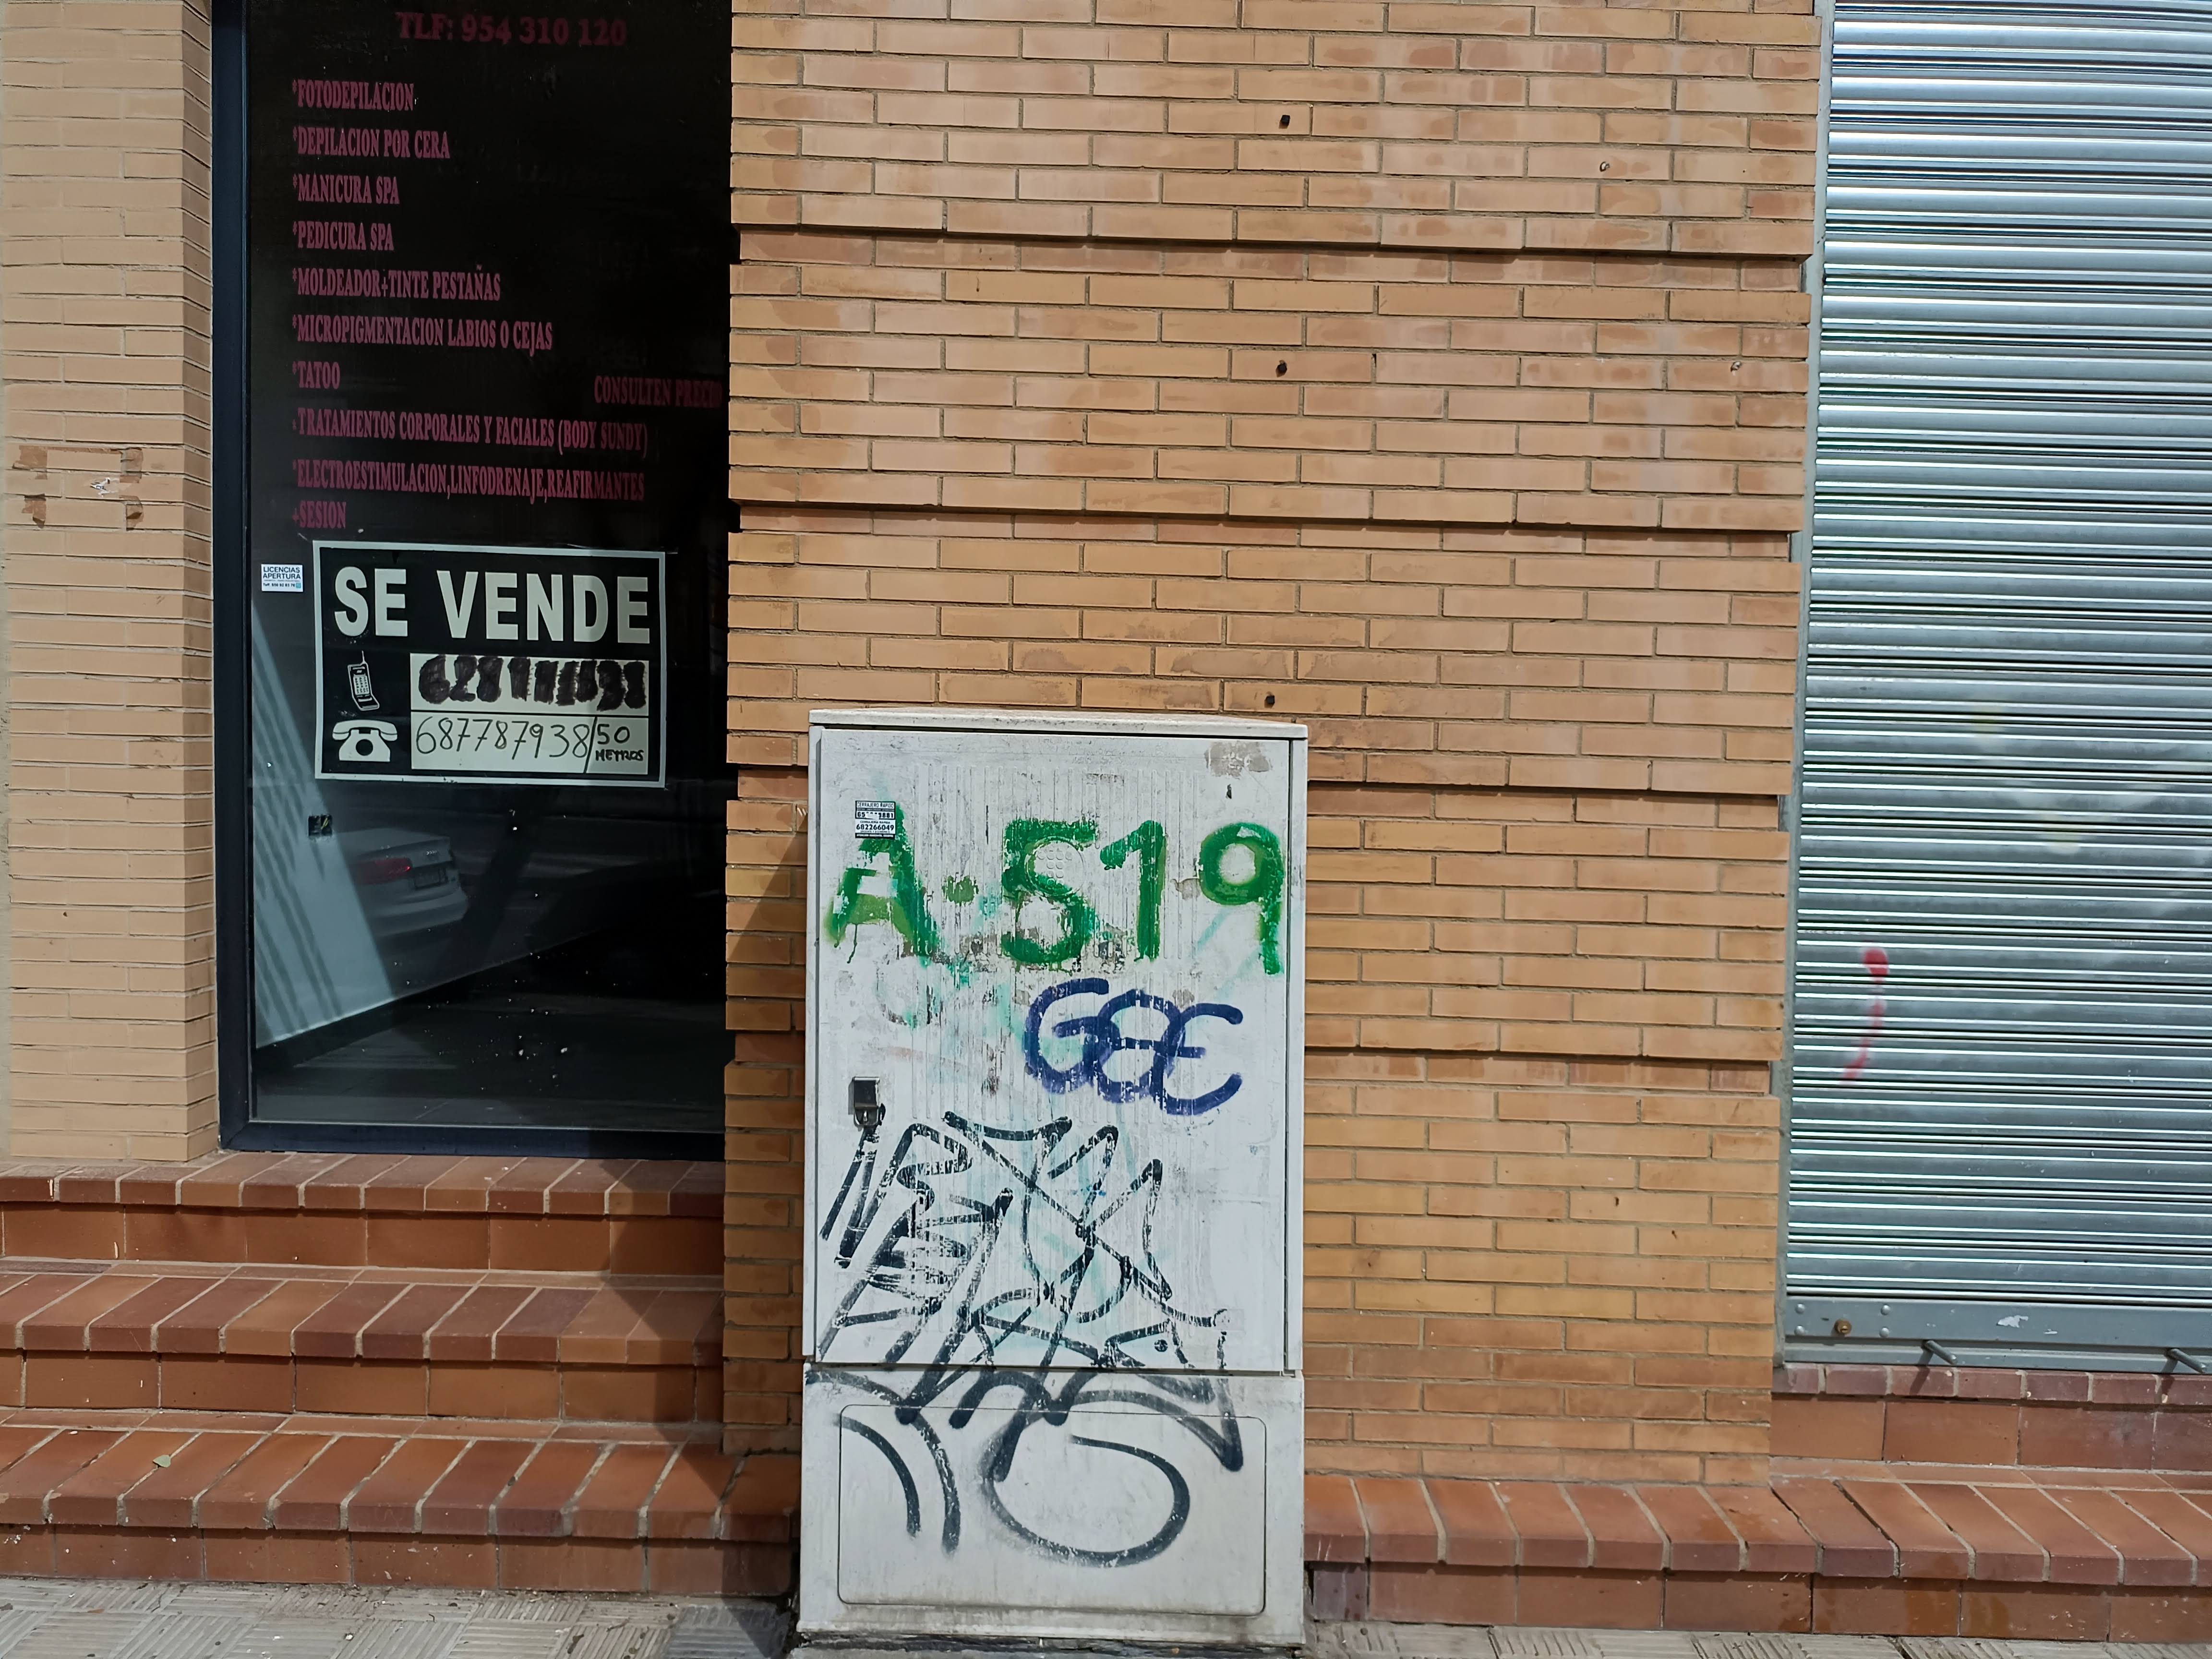 TLF: 954 310 120
*FOTODEPILACION
*DEPILACION POR CERA
*MANICURA SPA
*PEDICURA SPA
*MOLDEADOR+TINTE PESTAÑAS
*MICROPIGMENTACION LABIOS O CEJAS
*TATOO
CONSULTEN PRECIO
*TRATAMIENTOS CORPORALES Y FACIALES (BODY SUNDY)
*ELECTROESTIMULACION,LINFODRENAJE,REAFIRMANTES
+SESION
LICENCIAS
APERTURA
SE VENDE
687787938/50
METROS
682266049
A-519